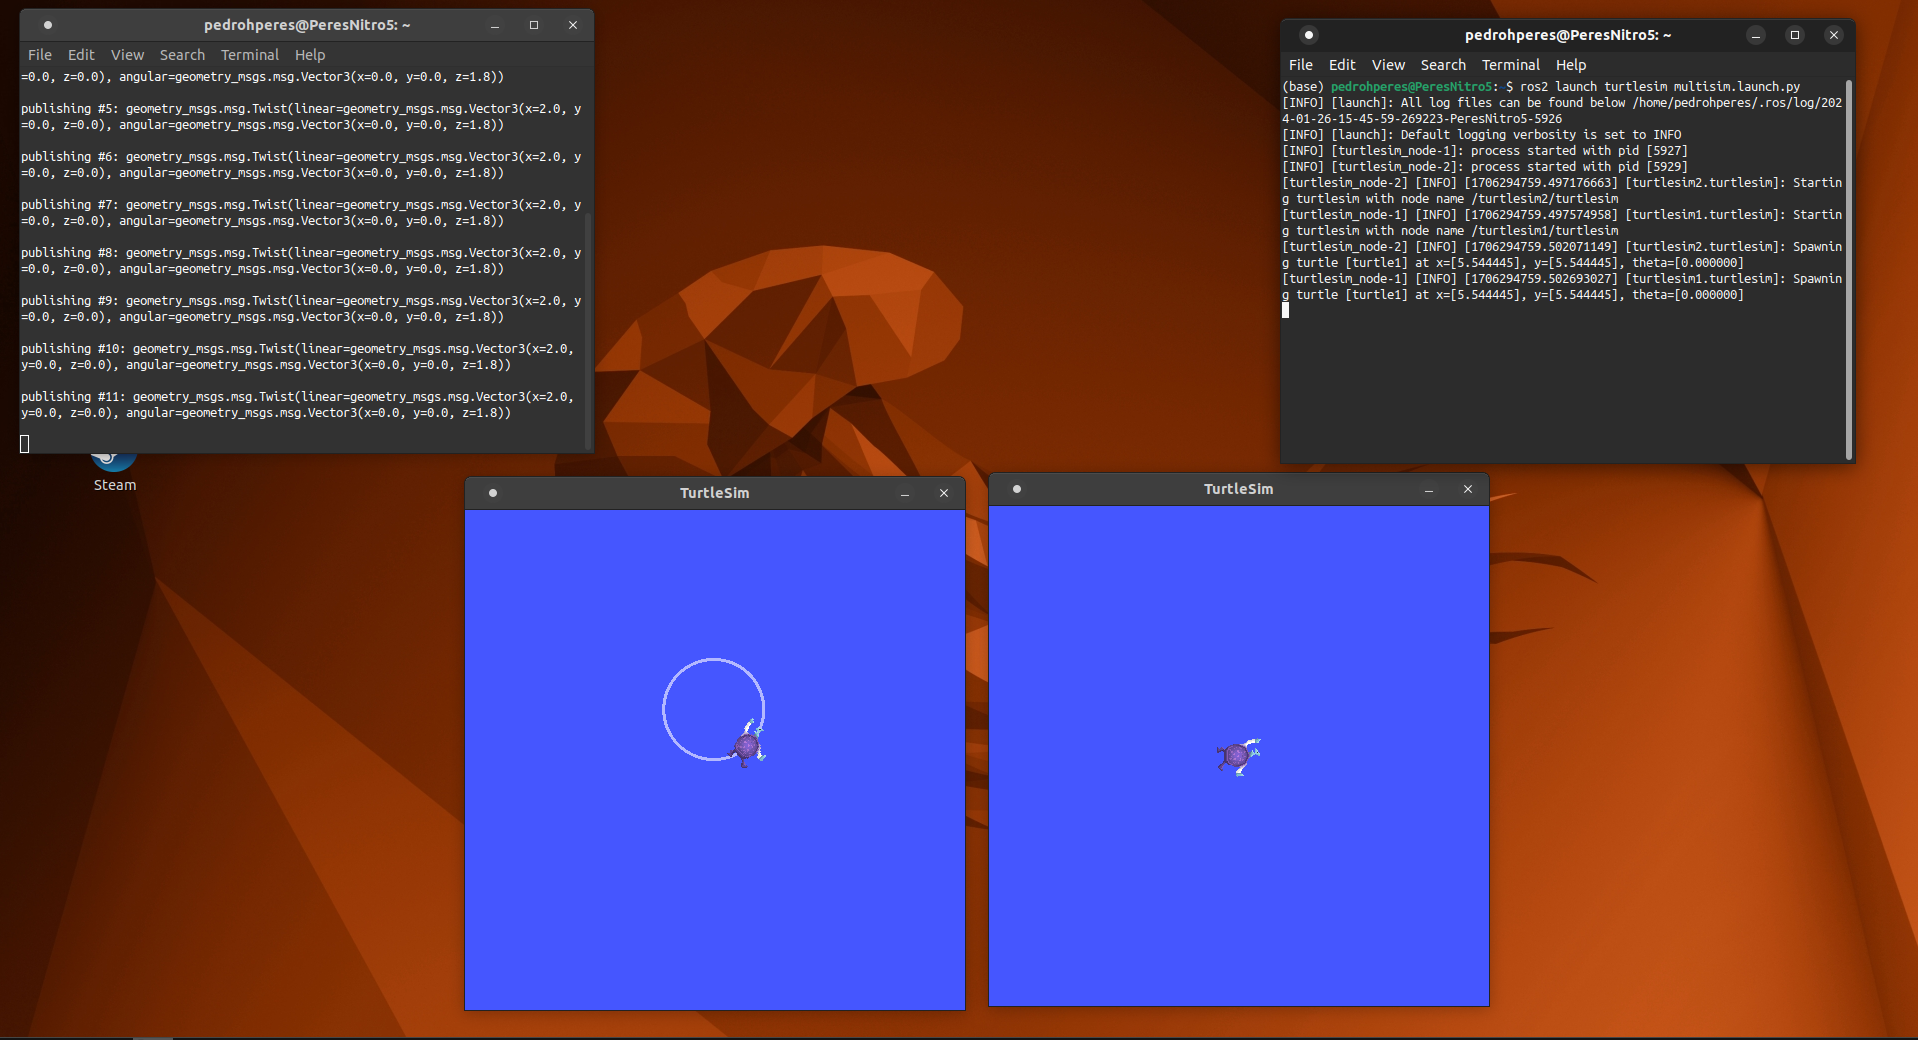 pedrohperes@PeresNitro5: ~
File Edit View Search Terminal Help
=0.0, z=0.0), angular=geometry_msgs.msg.Vector3(x=0.0, y=0.0, z=1.8))
publishing #5: geometry_msgs.msg.Twist(linear=geometry_msgs.msg.Vector3(x=2.0, y
=0.0, z=0.0), angular=geometry_msgs.msg.Vector3(x=0.0, y=0.0, z=1.8))
publishing #6: geometry_msgs.msg.Twist(linear=geometry_msgs.msg.Vector3(x=2.0, y
=0.0, z=0.0), angular=geometry_msgs.msg.Vector3(x=0.0, y=0.0, z=1.8))
publishing #7: geometry_msgs.msg.Twist(linear=geometry_msgs.msg.Vector3(x=2.0, y
=0.0, z=0.0), angular=geometry_msgs.msg.Vector3(x=0.0, y=0.0, z=1.8))
publishing #8: geometry_msgs.msg.Twist(linear=geometry_msgs.msg.Vector3(x=2.0, y
=0.0, z=0.0), angular=geometry_msgs.msg.Vector3(x=0.0, y=0.0, z=1.8))
publishing #9: geometry_msgs.msg.Twist(linear=geometry_msgs.msg.Vector3(x=2.0, y
=0.0, z=0.0), angular=geometry_msgs.msg.Vector3(x=0.0, y=0.0, z=1.8))
publishing #10: geometry_msgs.msg.Twist(linear=geometry_msgs.msg.Vector3(x=2.0,
y=0.0, z=0.0), angular=geometry_msgs.msg.Vector3(x=0.0, y=0.0, z=1.8))
publishing #11: geometry_msgs.msg.Twist(linear=geometry_msgs.msg.Vector3(x=2.0,
y=0.0, z=0.0), angular=geometry_msgs.msg.Vector3(x=0.0, y=0.0, z=1.8))
Steam
pedrohperes@PeresNitro5: ~
File Edit View Search Terminal Help
(base) pedrohperes@PeresNitro5:~$ ros2 launch turtlesim multisim.launch.py
[INFO] [launch]: All log files can be found below /home/pedrohperes/.ros/log/202
4-01-26-15-45-59-269223-PeresNitro5-5926
[INFO] [launch]: Default logging verbosity is set to INFO
[INFO] [turtlesim_node-1]: process started with pid [5927]
[INFO] [turtlesim_node-2]: process started with pid [5929]
[turtlesim_node-2] [INFO] [1706294759.497176663] [turtlesim2.turtlesim]: Startin
g turtlesim with node name /turtlesim2/turtlesim
[turtlesim_node-1] [INFO] [1706294759.497574958] [turtlesim1.turtlesim]: Startin
g turtlesim with node name /turtlesim1/turtlesim
[turtlesim_node-2] [INFO] [1706294759.502071149] [turtlesim2.turtlesim]: Spawnin
g turtle [turtle1] at x=[5.544445], y=[5.544445], theta=[0.000000]
[turtlesim_node-1] [INFO] [1706294759.502693027] [turtlesim1.turtlesim]: Spawnin
g turtle [turtle1] at x=[5.544445], y=[5.544445], theta=[0.000000]
TurtleSim
TurtleSim